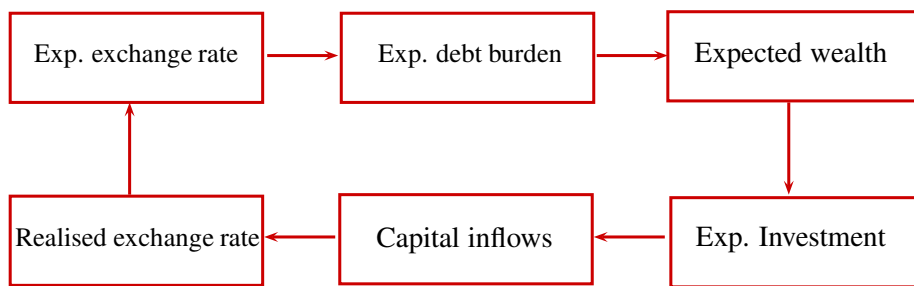 Exp. exchange rate
Exp. debt burden
Expected wealth
Realised exchange rate
Capital inflows
Exp. Investment